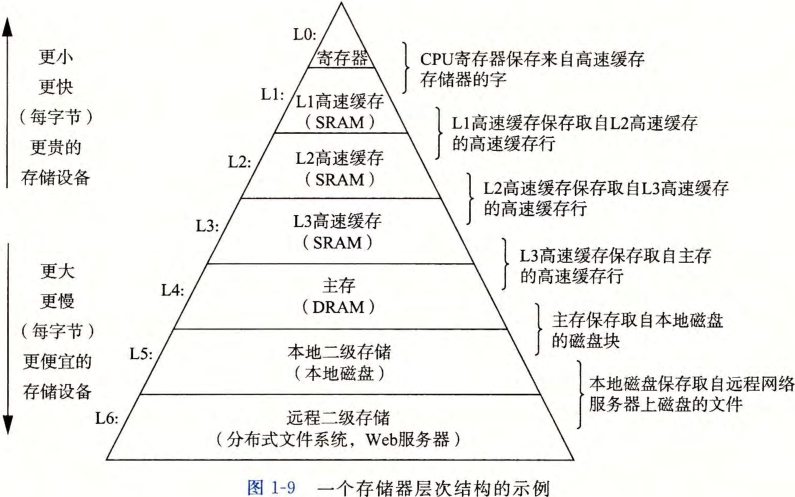 更小
更快
（每字节）
更贵的
存储设备
更大
更慢
（每字节）
更便宜的
存储设备
L0:
寄存器
CPU寄存器保存来自高速缓存
存储器的字
L1:
L1高速缓存
（SRAM）
L1高速缓存保存取自L2高速缓存
的高速缓存行
L2:
L2高速缓存
（SRAM）
L2高速缓存保存取自L3高速缓存
的高速缓存行
L3:
L3高速缓存
（SRAM）
L3高速缓存保存取自主存
的高速缓存行
L4:
主存
（DRAM）
主存保存取自本地磁盘
的磁盘块
L5:
本地二级存储
（本地磁盘）
本地磁盘保存取自远程网络
服务器上磁盘的文件
L6:
远程二级存储
（分布式文件系统，Web服务器）
图 1-9 一个存储器层次结构的示例